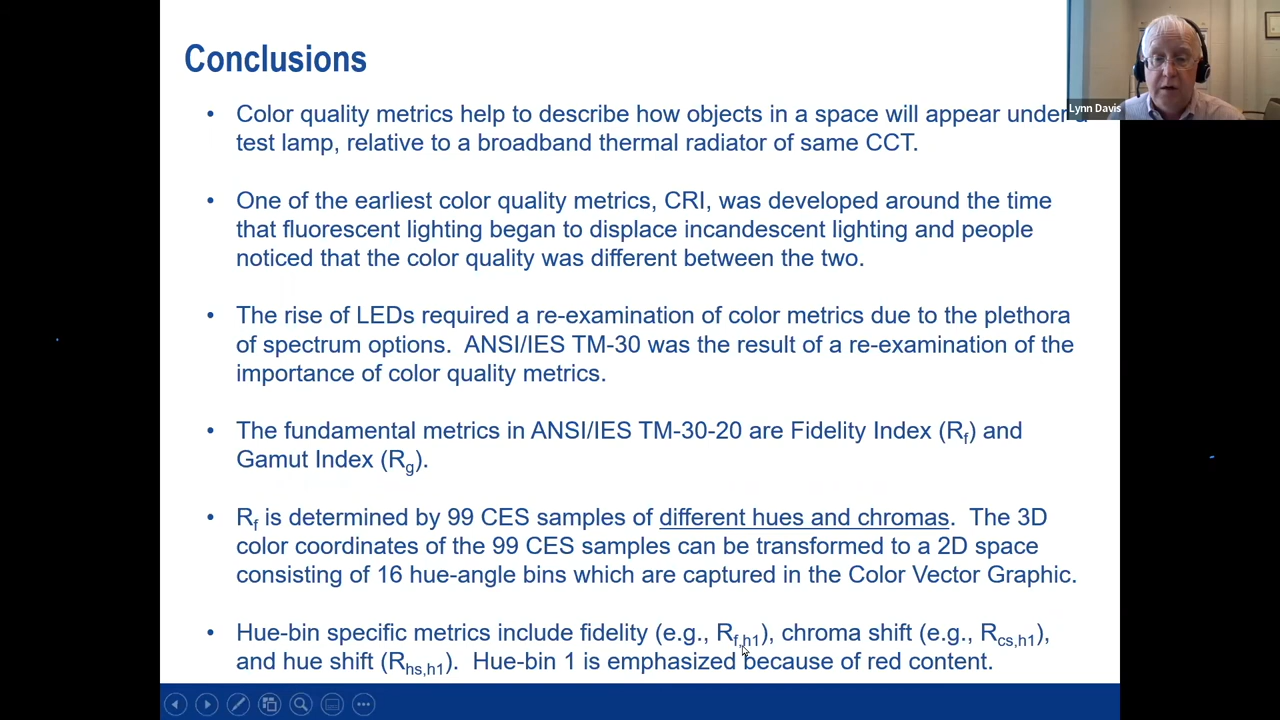 Conclusions
• Color quality metrics help to describe how objects in a space will appear under a
test lamp, relative to a broadband thermal radiator of same CCT.
• One of the earliest color quality metrics, CRI, was developed around the time
that fluorescent lighting began to displace incandescent lighting and people
noticed that the color quality was different between the two.
• The rise of LEDs required a re-examination of color metrics due to the plethora
of spectrum options. ANSI/IES TM-30 was the result of a re-examination of the
importance of color quality metrics.
• The fundamental metrics in ANSI/IES TM-30-20 are Fidelity Index (Rf) and
Gamut Index (Rg).
• Rf is determined by 99 CES samples of different hues and chromas. The 3D
color coordinates of the 99 CES samples can be transformed to a 2D space
consisting of 16 hue-angle bins which are captured in the Color Vector Graphic.
• Hue-bin specific metrics include fidelity (e.g., Rf,h1), chroma shift (e.g., Rcs,h1),
and hue shift (Rhs,h1). Hue-bin 1 is emphasized because of red content.
Lynn Davis